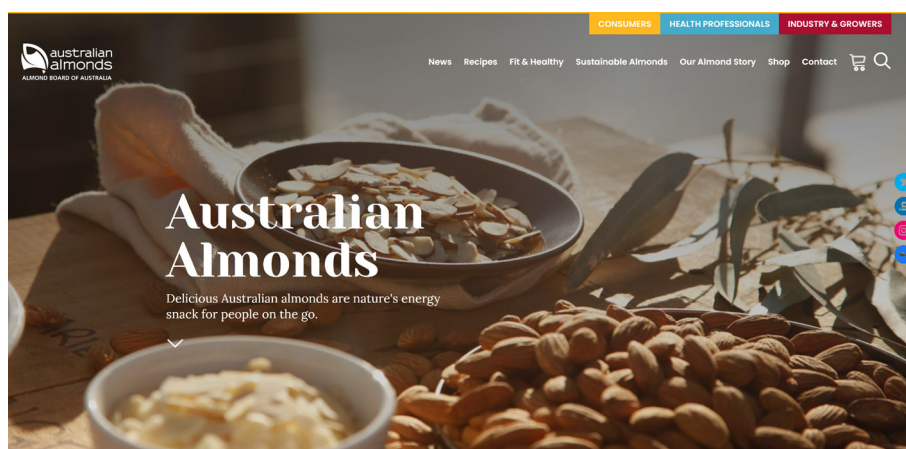 CONSUMERS
HEALTH PROFESSIONALS
INDUSTRY & GROWERS
australian
almonds
ALMOND BOARD OF AUSTRALIA
News Recipes Fit & Healthy Sustainable Almonds Our Almond Story Shop Contact
Australian
Almonds
Delicious Australian almonds are nature's energy
snack for people on the go.